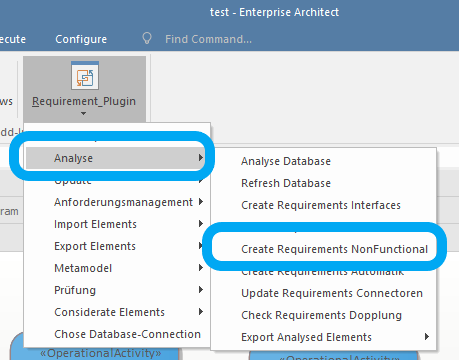 test - Enterprise Architect
ecute Configure Find Command...
Requirement_Plugin
ws
dd-I
Analyse
Update
Anforderungsmanagement
Import Elements
Export Elements
Metamodel
Prüfung
Considerate Elements
Chose Database-Connection
Analyse Database
Refresh Database
Create Requirements Interfaces
Create Requirements NonFunctional
Create Requirements Automatik
Update Requirements Connectoren
Check Requirements Dopplung
Export Analysed Elements
ram
«OperationalActivity»
«OperationalActivity»